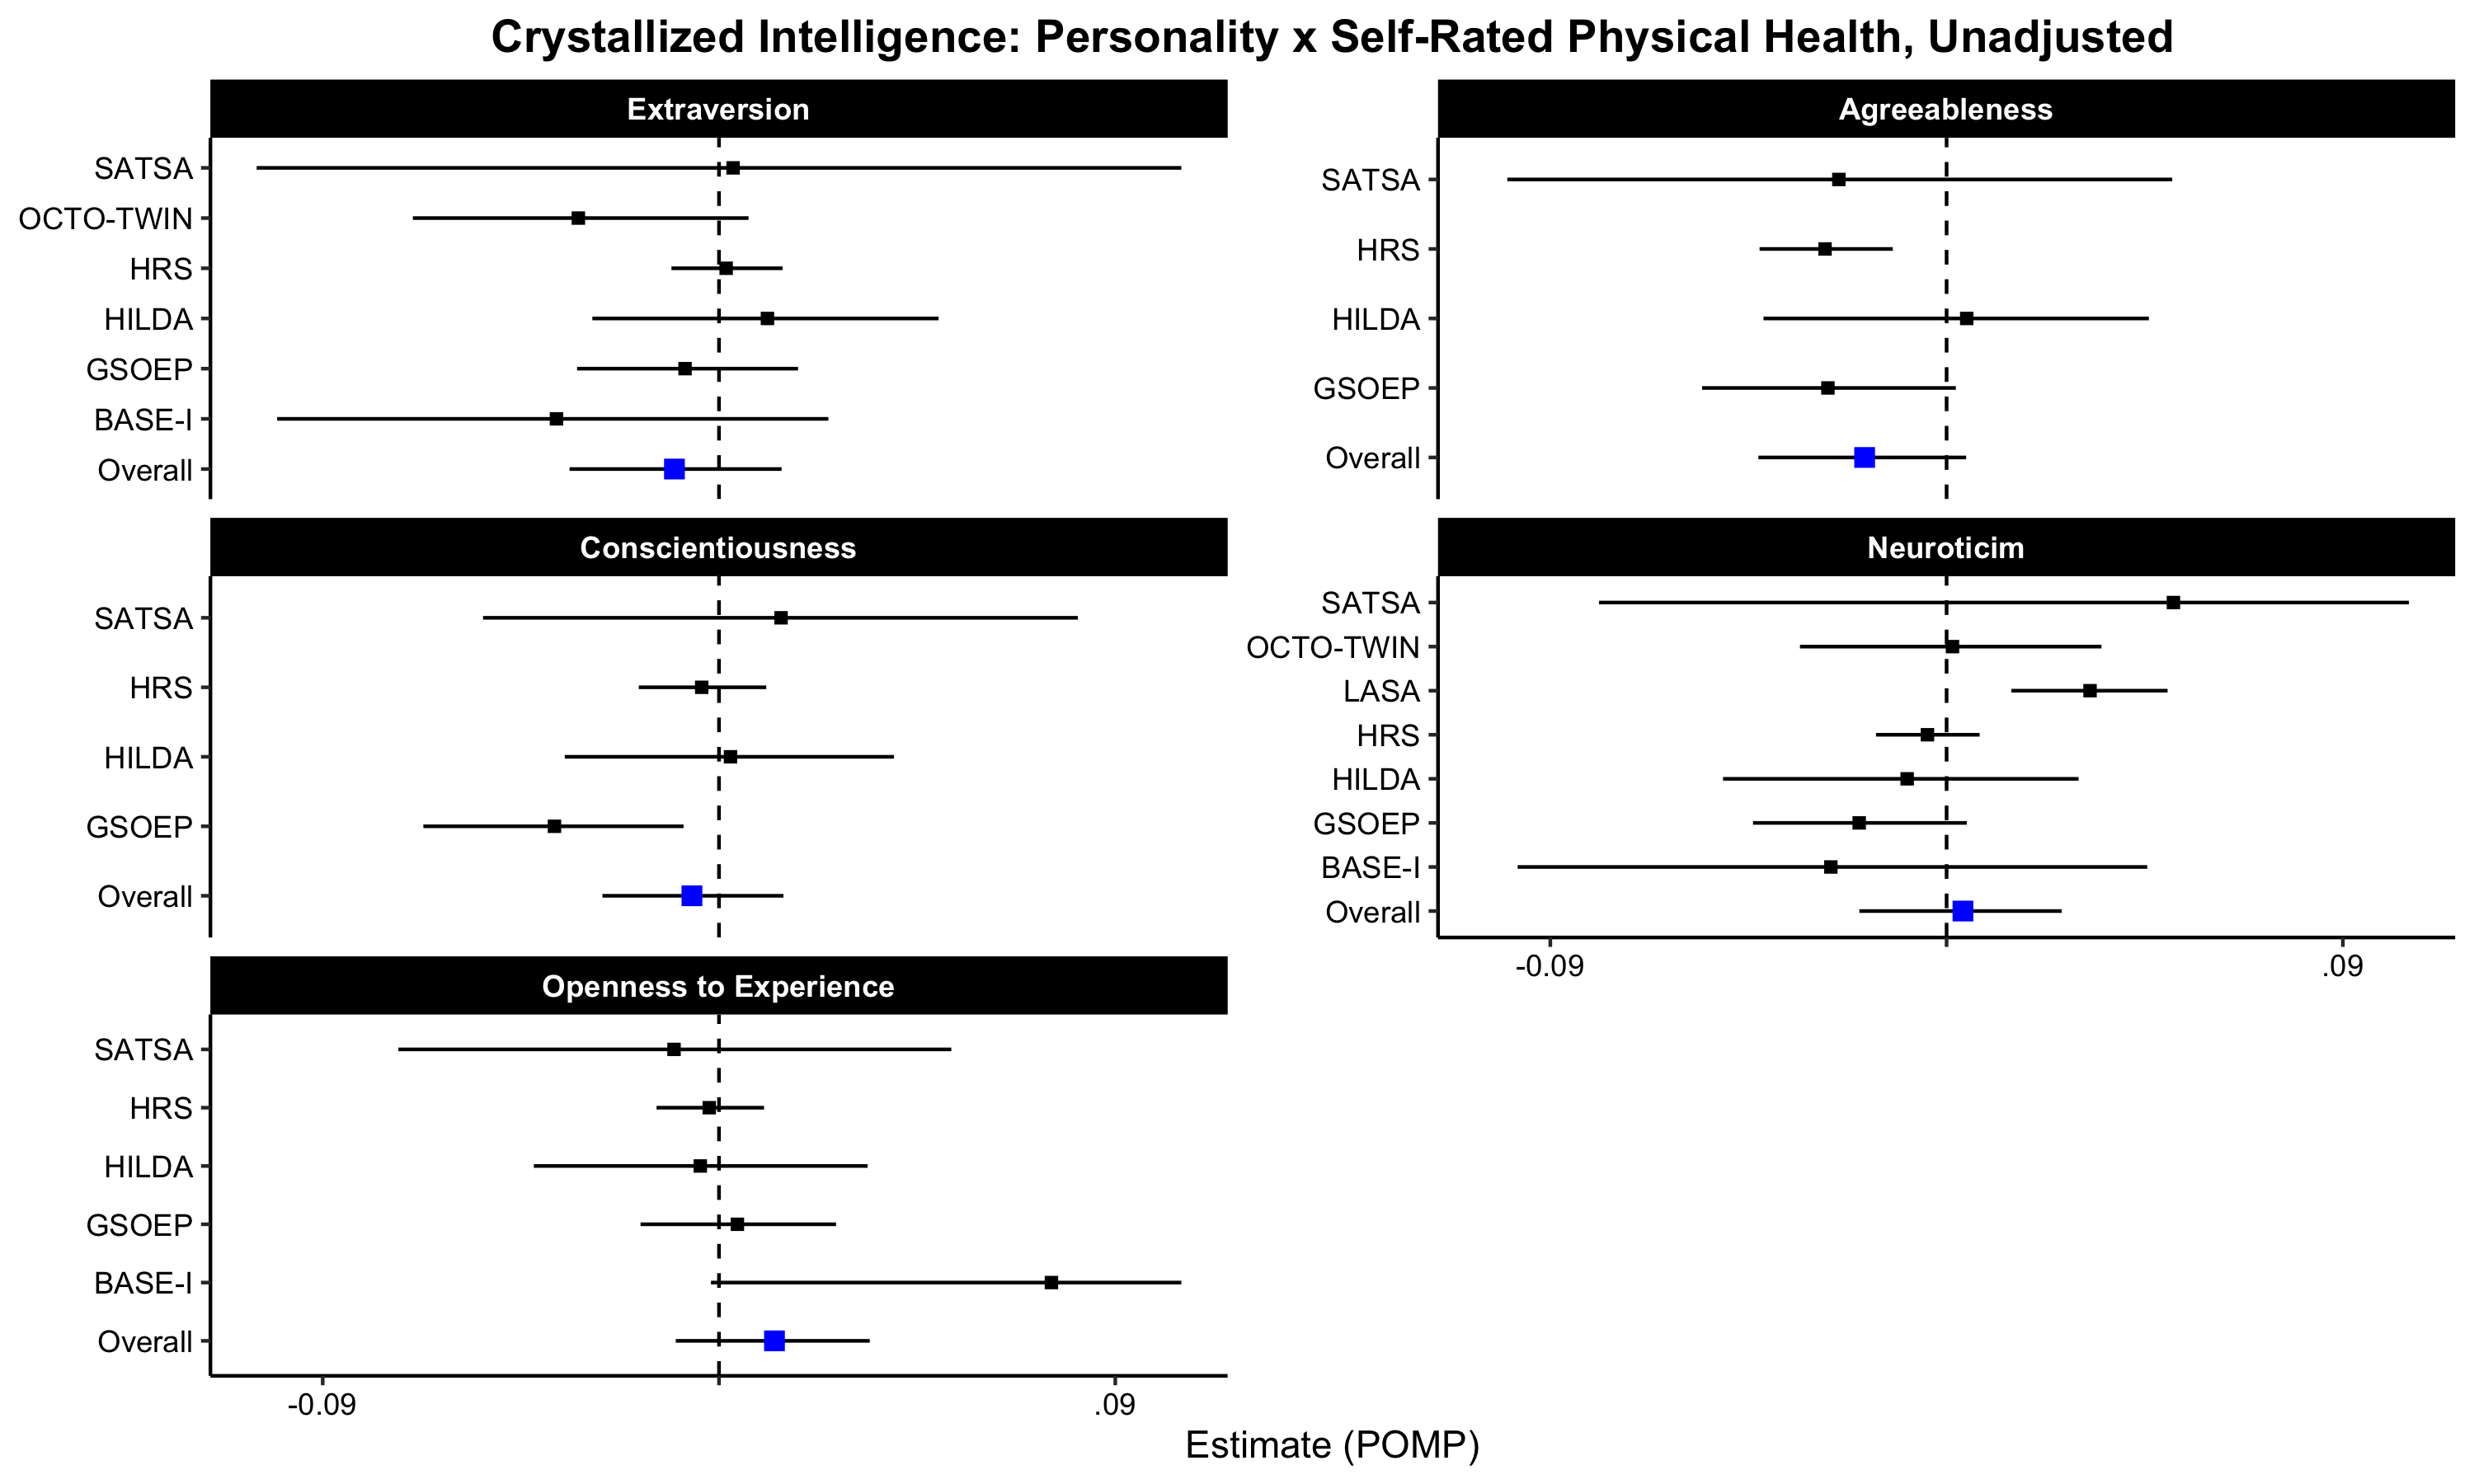 Crystallized Intelligence: Personality x Self-Rated Physical Health, Unadjusted
Extraversion
SATSA
OCTO-TWIN
HRS
HILDA
GSOEP
BASE-I
Overall
Agreeableness
SATSA
HRS
HILDA
GSOEP
Overall
Conscientiousness
SATSA
HRS
HILDA
GSOEP
Overall
Neuroticim
SATSA
OCTO-TWIN
LASA
HRS
HILDA
GSOEP
BASE-I
Overall
-0.09 .09
Openness to Experience
SATSA
HRS
HILDA
GSOEP
BASE-I
Overall
-0.09 .09
Estimate (POMP)